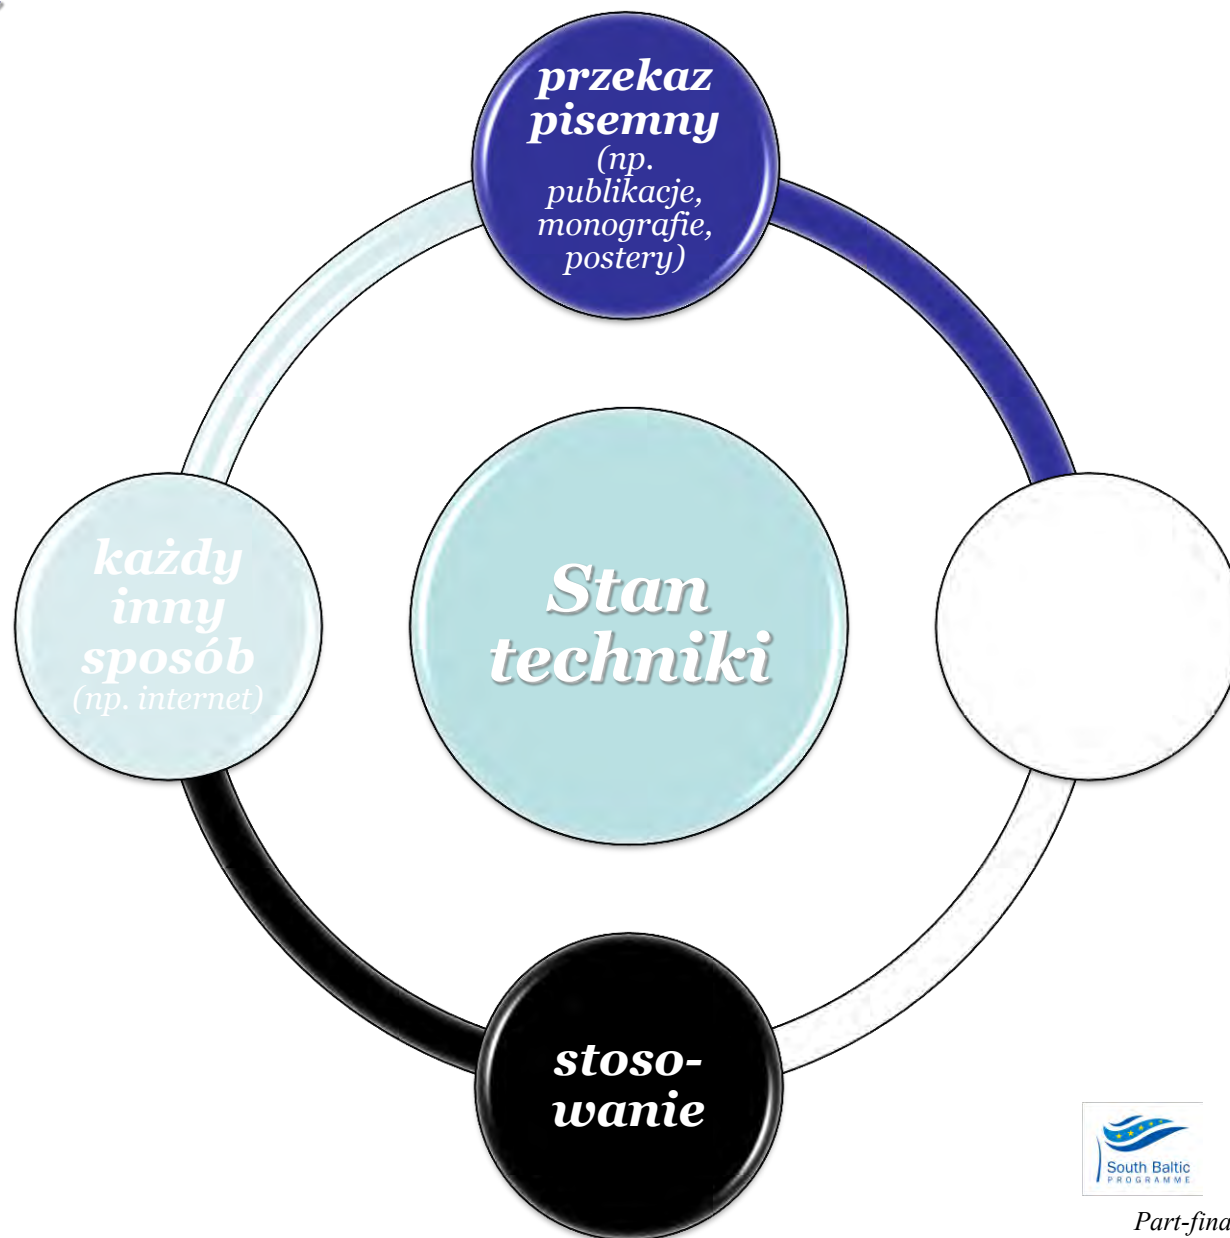 przekaz
pisemny
(np.
publikacje,
monografie,
postery)
każdy
inny
sposób
(np. internet)
Stan
techniki
stoso-
wanie
South Baltic
PROGRAMME
Part-fina